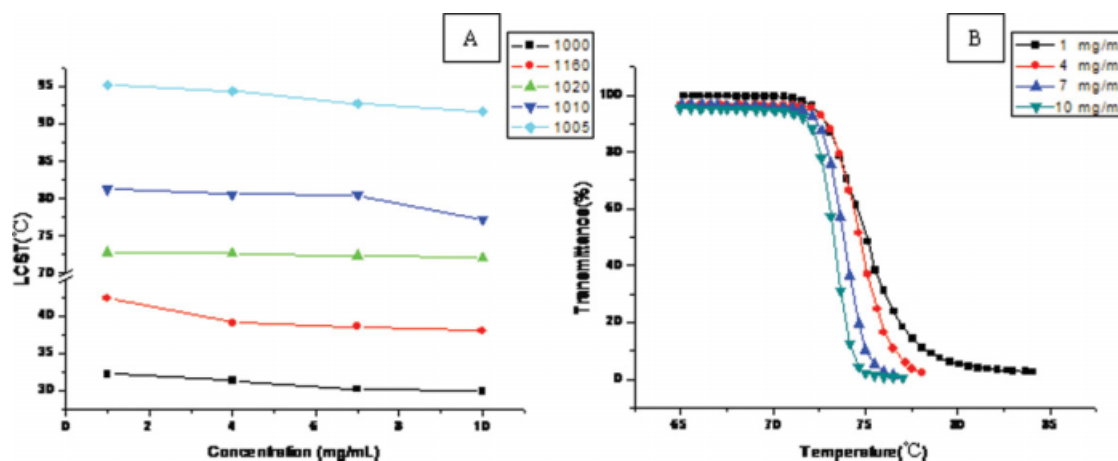 A
1000
1160
1020
1010
1005
95
90
85
80
75
70
40
35
30
LCST(℃)
0 2 4 6 8 10
Concentration (mg/mL)
B
1 mg/m
4 mg/m
7 mg/m
10 mg/m
100
80
60
40
20
0
Transmittance(%)
65 70 75 80 85
Temperature(℃)